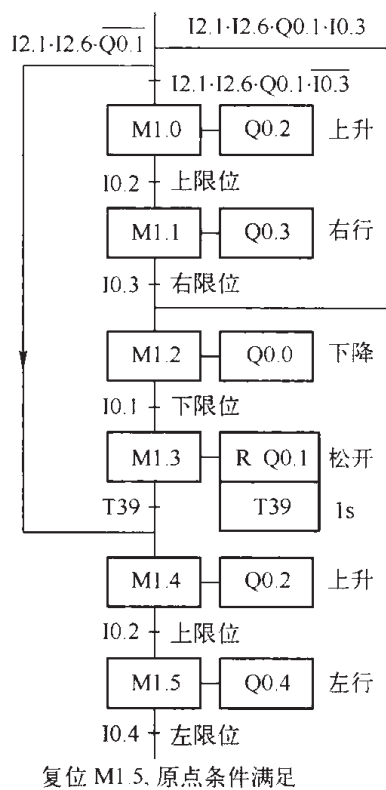 I2.1·I2.6·Q̅0̅.̅1̅
I2.1·I2.6·Q0.1·I0.3
I2.1·I2.6·Q0.1·I̅0̅.̅3̅
M1.0 Q0.2 上升
I0.2 上限位
M1.1 Q0.3 右行
I0.3 右限位
M1.2 Q0.0 下降
I0.1 下限位
M1.3 R Q0.1 松开
T39 T39 1s
M1.4 Q0.2 上升
I0.2 上限位
M1.5 Q0.4 左行
I0.4 左限位
复位 M1.5, 原点条件满足